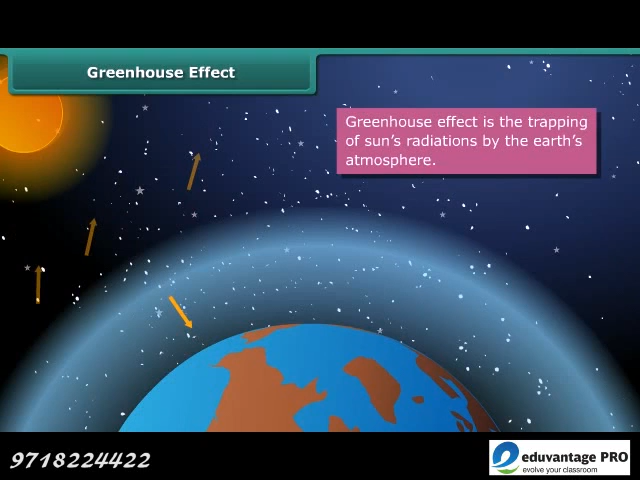 Greenhouse Effect
Greenhouse effect is the trapping
of sun's radiations by the earth's
atmosphere.
9718224422
eduvantage PRO
evolve your classroom